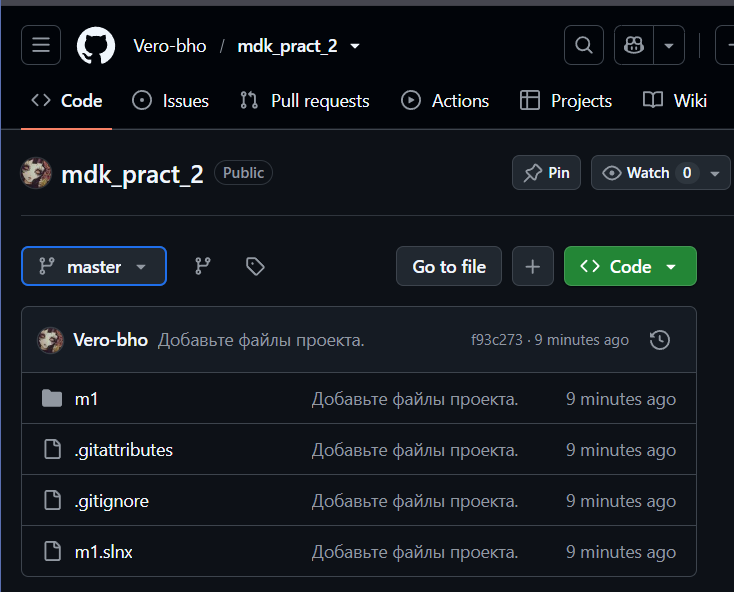 Vero-bho / mdk_pract_2
Code Issues Pull requests Actions Projects Wiki
mdk_pract_2 Public Pin Watch 0
master Go to file Code
Vero-bho Добавьте файлы проекта. f93c273 · 9 minutes ago
m1 Добавьте файлы проекта. 9 minutes ago
.gitattributes Добавьте файлы проекта. 9 minutes ago
.gitignore Добавьте файлы проекта. 9 minutes ago
m1.slnx Добавьте файлы проекта. 9 minutes ago